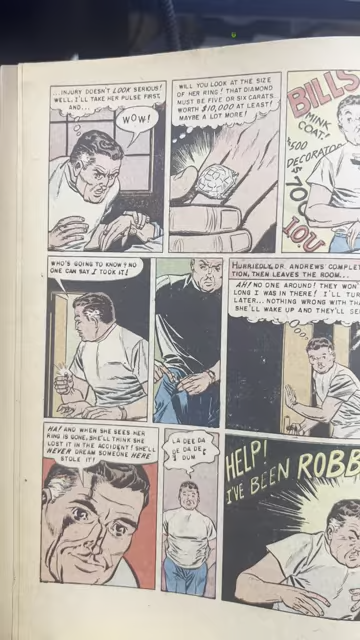 ...INJURY DOESN'T LOOK SERIOUS!
WELL, I'LL TAKE HER PULSE FIRST,
AND...
WOW!
WILL YOU LOOK AT THE SIZE
OF HER RING! THAT DIAMOND
MUST BE FIVE OR SIX CARATS.
WORTH $10,000 AT LEAST!
MAYBE A LOT MORE!
BILLS
MINK
COAT!
$500
DECORATOR
700
IOU
WHO'S GOING TO KNOW? NO
ONE CAN SAY I TOOK IT!
HURRIEDLY, DR. ANDREWS COMPLET
TION, THEN LEAVES THE ROOM...
AH! NO ONE AROUND! THEY WON'
LONG I WAS IN THERE! I'LL TUR
LATER... NOTHING WRONG WITH
SHE'LL WAKE UP AND THEY'LL SE
HA! AND WHEN SHE SEES HER
RING IS GONE, SHE'LL THINK SHE
LOST IT IN THE ACCIDENT! SHE'LL
NEVER DREAM SOMEONE HERE
STOLE IT!
LA DEE DA
DE DA DE
DUM
HELP!
I'VE BEEN ROBB